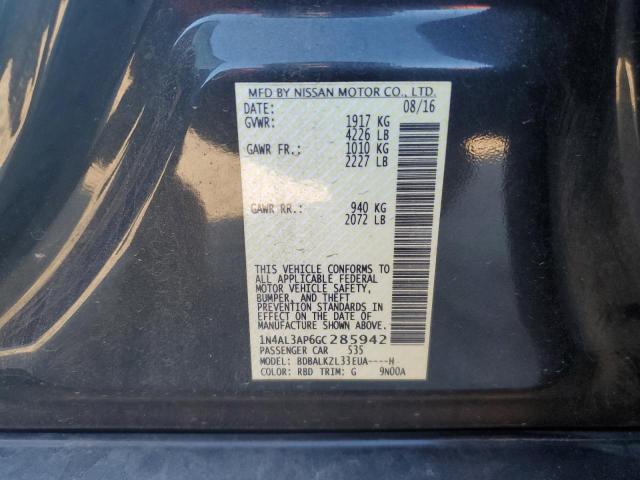 MFD BY NISSAN MOTOR CO., LTD.
DATE: 08/16
GVWR: 1917 KG
4226 LB
GAWR FR.: 1010 KG
2227 LB
GAWR RR.: 940 KG
2072 LB
THIS VEHICLE CONFORMS TO
ALL APPLICABLE FEDERAL
MOTOR VEHICLE SAFETY,
BUMPER, AND THEFT
PREVENTION STANDARDS IN
EFFECT ON THE DATE OF
MANUFACTURE SHOWN ABOVE.
1N4AL3AP6GC285942
PASSENGER CAR 535
MODEL: BDBALKZL33EUA----H
COLOR: RBD TRIM: G 9N00A